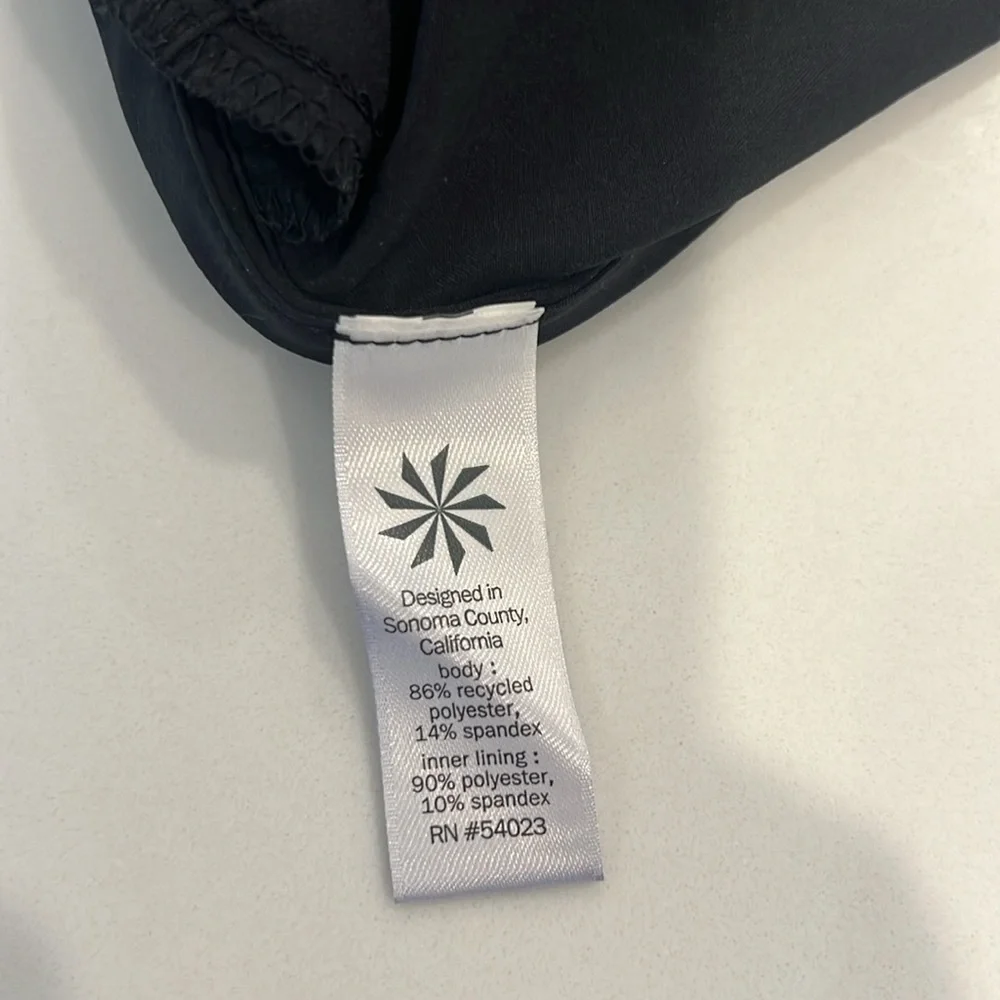 Designed in
Sonoma County,
California
body :
86% recycled
polyester,
14% spandex
inner lining :
90% polyester,
10% spandex
RN #54023